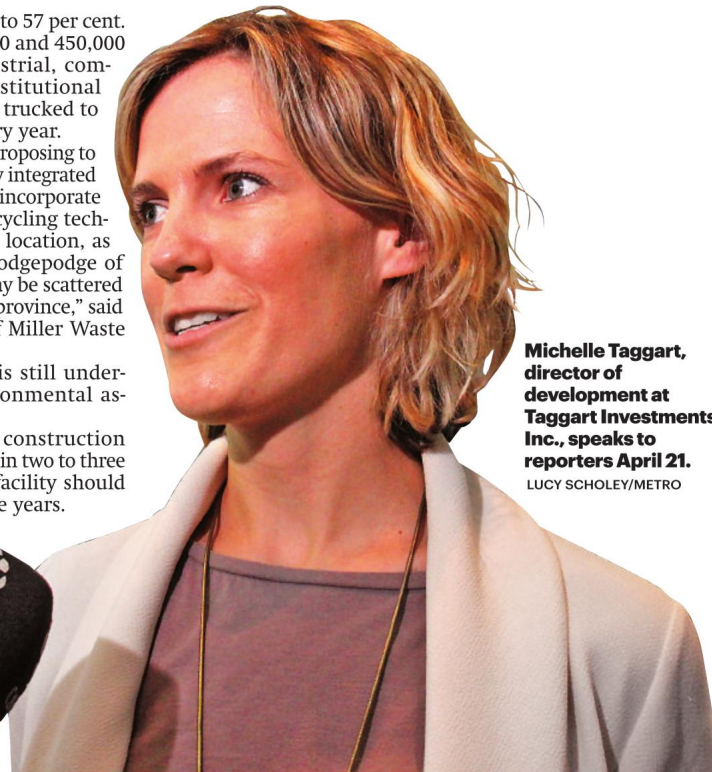 to 57 per cent.
0 and 450,000
strial, com-
stitutional
trucked to
ry year.
roposing to
integrated
incorporate
cycling tech-
location, as
odgepodge of
ay be scattered
province,” said
f Miller Waste
is still under-
onmental as-
construction
in two to three
facility should
e years.
Michelle Taggart,
director of
development at
Taggart Investments
Inc., speaks to
reporters April 21.
LUCY SCHOLEY/METRO